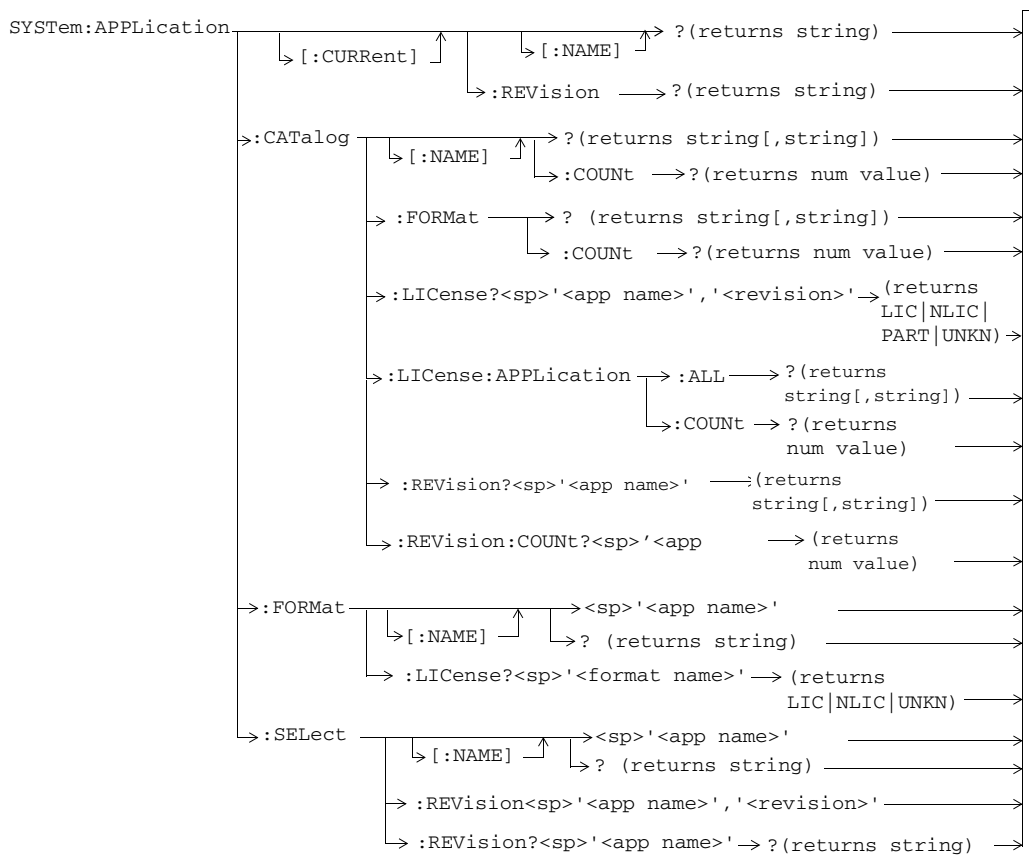 SYSTem:APPLication
[:CURRent]
[:NAME]
?(returns string)
:REVision
?(returns string)
:CATalog
[:NAME]
?(returns string[,string])
:COUNt
?(returns num value)
:FORMat
? (returns string[,string])
:COUNt
?(returns num value)
:LICense?<sp>'<app name>','<revision>'
(returns
LIC|NLIC|
PART|UNKN)
:LICense:APPLication
:ALL
?(returns
string[,string])
:COUNt
?(returns
num value)
:REVision?<sp>'<app name>'
(returns
string[,string])
:REVision:COUNt?<sp>’<app
(returns
num value)
:FORMat
[:NAME]
<sp>'<app name>'
? (returns string)
:LICense?<sp>'<format name>'
(returns
LIC|NLIC|UNKN)
:SELect
[:NAME]
<sp>'<app name>'
? (returns string)
:REVision<sp>'<app name>','<revision>'
:REVision?<sp>'<app name>'
?(returns string)